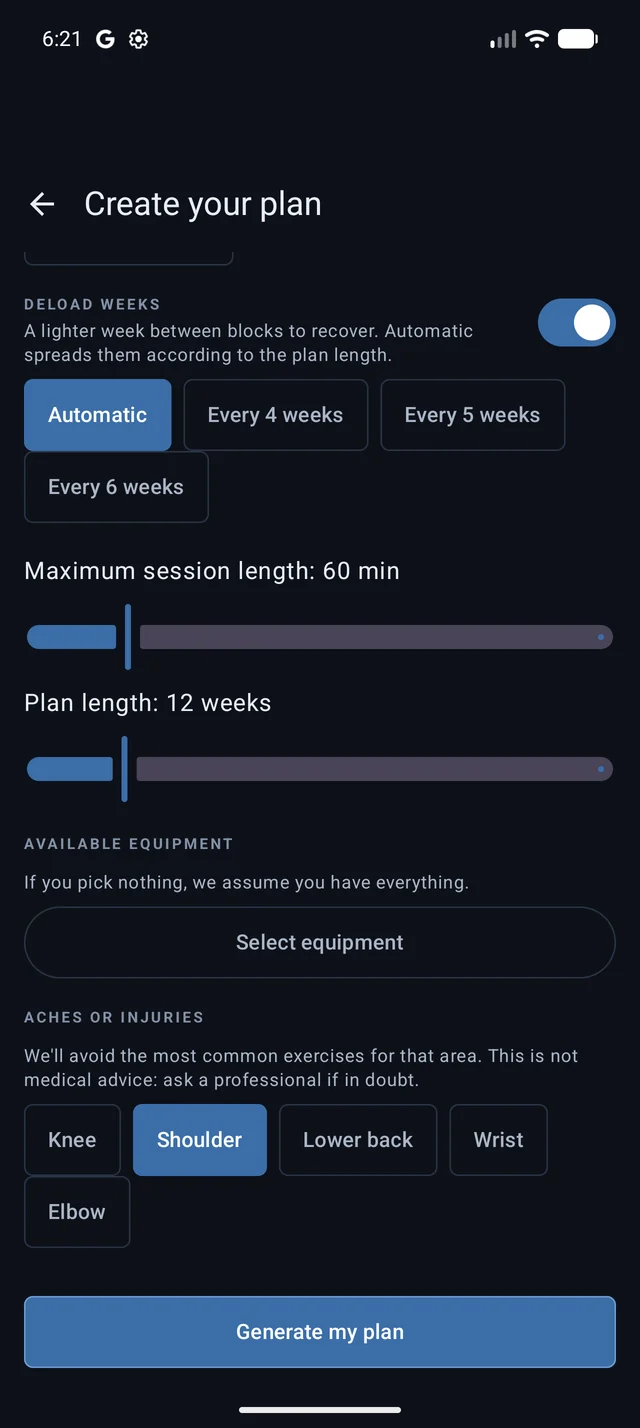 6:21
Create your plan
DELOAD WEEKS
A lighter week between blocks to recover. Automatic
spreads them according to the plan length.
Automatic
Every 4 weeks
Every 5 weeks
Every 6 weeks
Maximum session length: 60 min
Plan length: 12 weeks
AVAILABLE EQUIPMENT
If you pick nothing, we assume you have everything.
Select equipment
ACHES OR INJURIES
We'll avoid the most common exercises for that area. This is not
medical advice: ask a professional if in doubt.
Knee
Shoulder
Lower back
Wrist
Elbow
Generate my plan